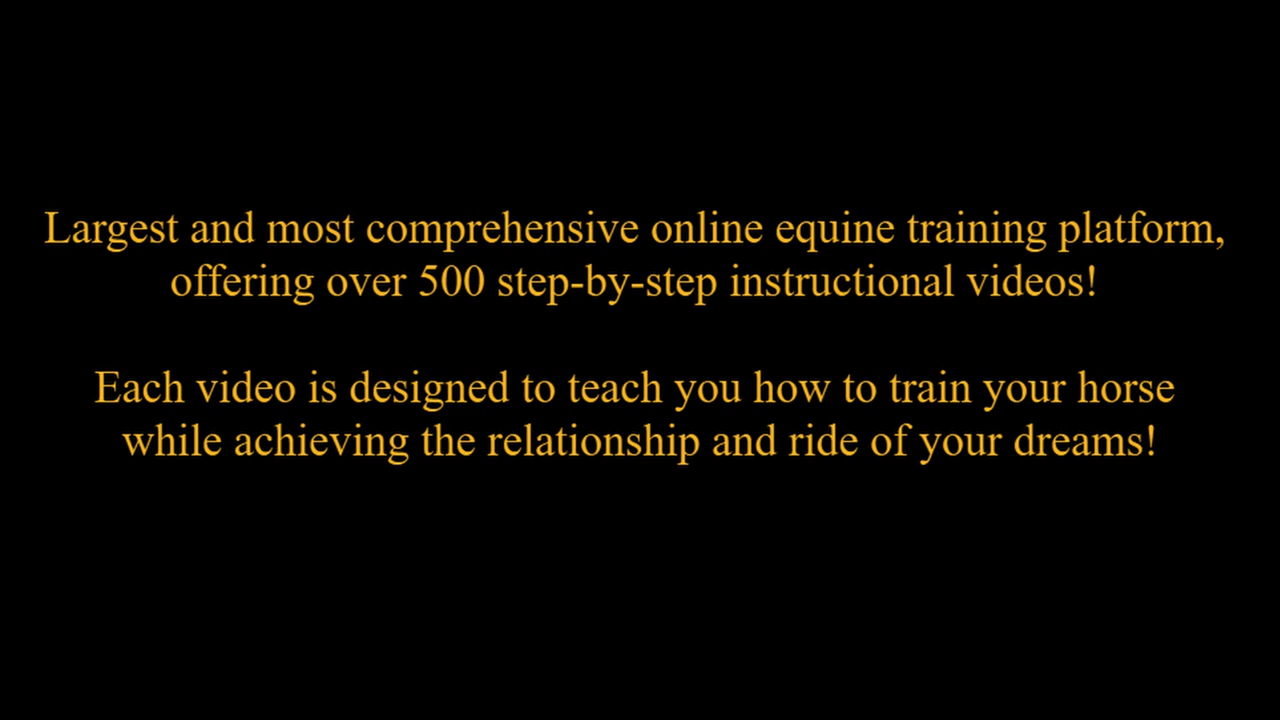 Largest and most comprehensive online equine training platform,
offering over 500 step-by-step instructional videos!
Each video is designed to teach you how to train your horse
while achieving the relationship and ride of your dreams!